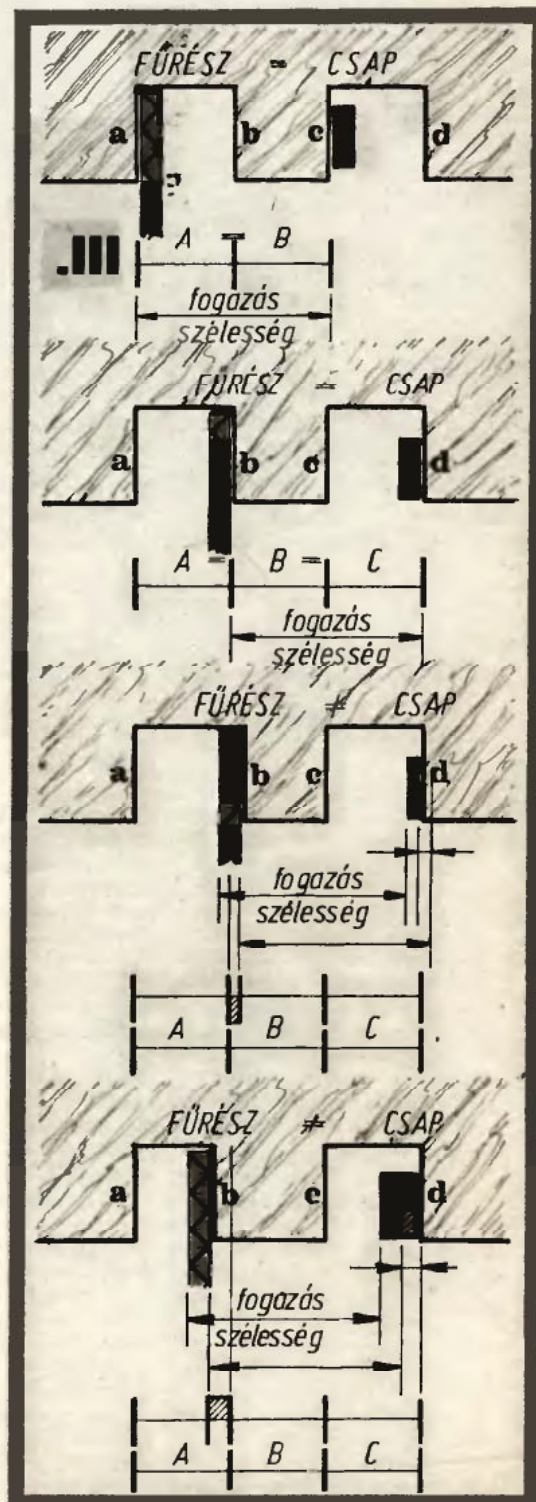 FŰRÉSZ = CSAP
a b c d
.III
A = B
fogazás
szélesség
FŰRÉSZ = CSAP
a b c d
A = B = C
fogazás
szélesség
FŰRÉSZ ≠ CSAP
a b c d
fogazás
szélesség
A B C
FŰRÉSZ ≠ CSAP
a b c d
fogazás
szélesség
A B C